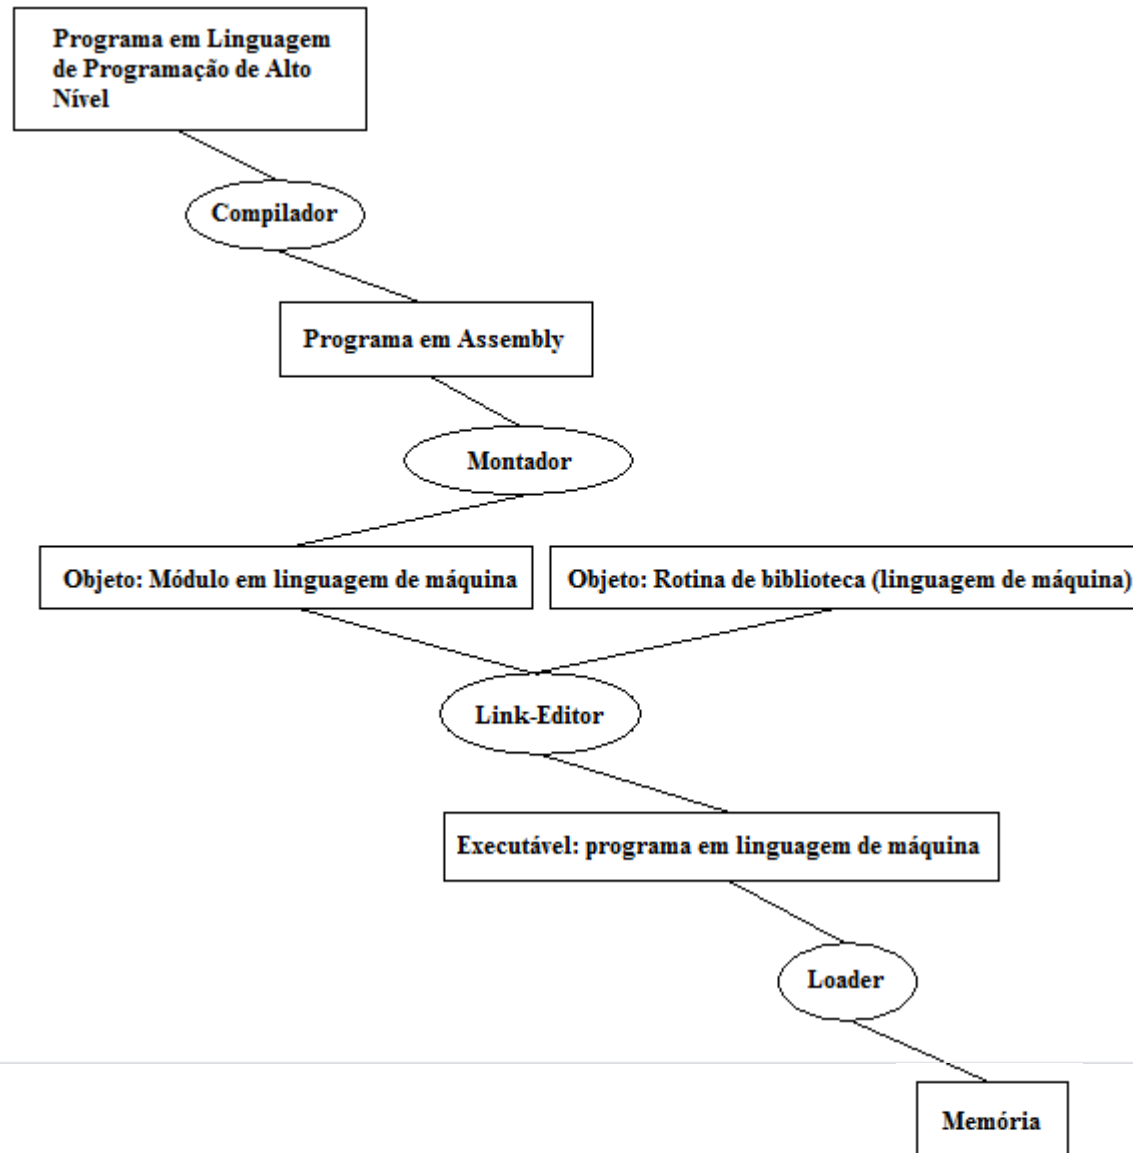 Programa em Linguagem
de Programação de Alto
Nível
Compilador
Programa em Assembly
Montador
Objeto: Módulo em linguagem de máquina
Objeto: Rotina de biblioteca (linguagem de máquina)
Link-Editor
Executável: programa em linguagem de máquina
Loader
Memória